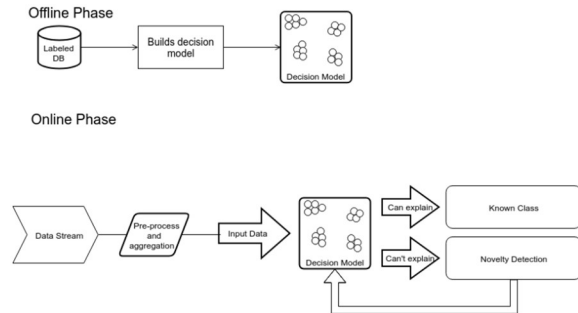 Offline Phase
Labeled
DB
Builds decision
model
Decision Model
Online Phase
Data Stream
Pre-process
and
aggregation
Input Data
Decision Model
Can explain
Known Class
Can't explain
Novelty Detection